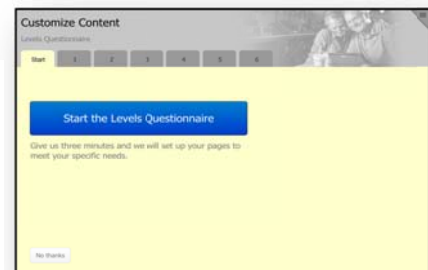 Customize Content
Levels Questionnaire
Start 1 2 3 4 5 6
Start the Levels Questionnaire
Give us three minutes and we will set up your pages to
meet your specific needs.
No thanks